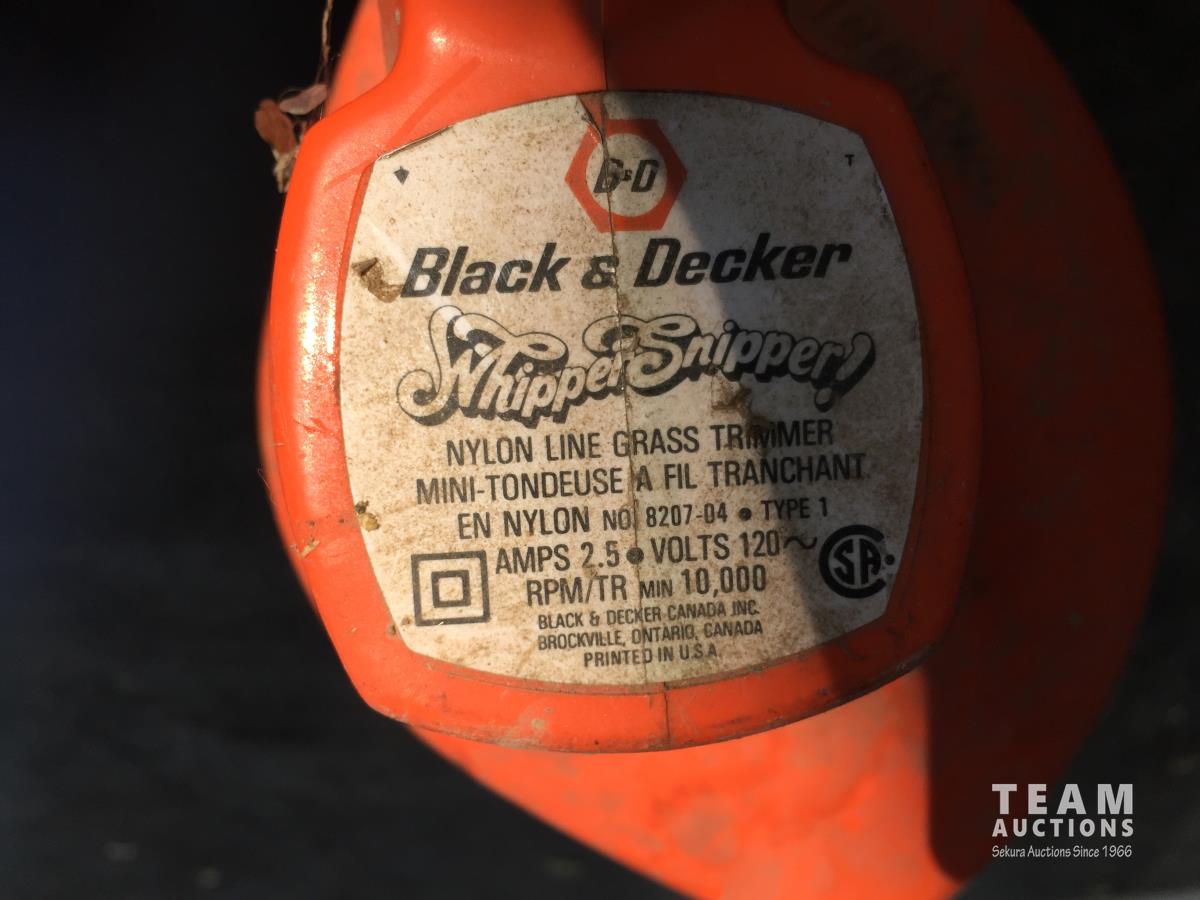 B&D
T
Black & Decker
Whipper Snipper!
NYLON LINE GRASS TRIMMER
MINI-TONDEUSE A FIL TRANCHANT
EN NYLON NO. 8207-04 • TYPE 1
AMPS 2.5 • VOLTS 120~
RPM/TR MIN 10,000
SA
BLACK & DECKER CANADA INC.
BROCKVILLE, ONTARIO, CANADA
PRINTED IN U.S.A.
TEAM
AUCTIONS
Sekura Auctions Since 1966